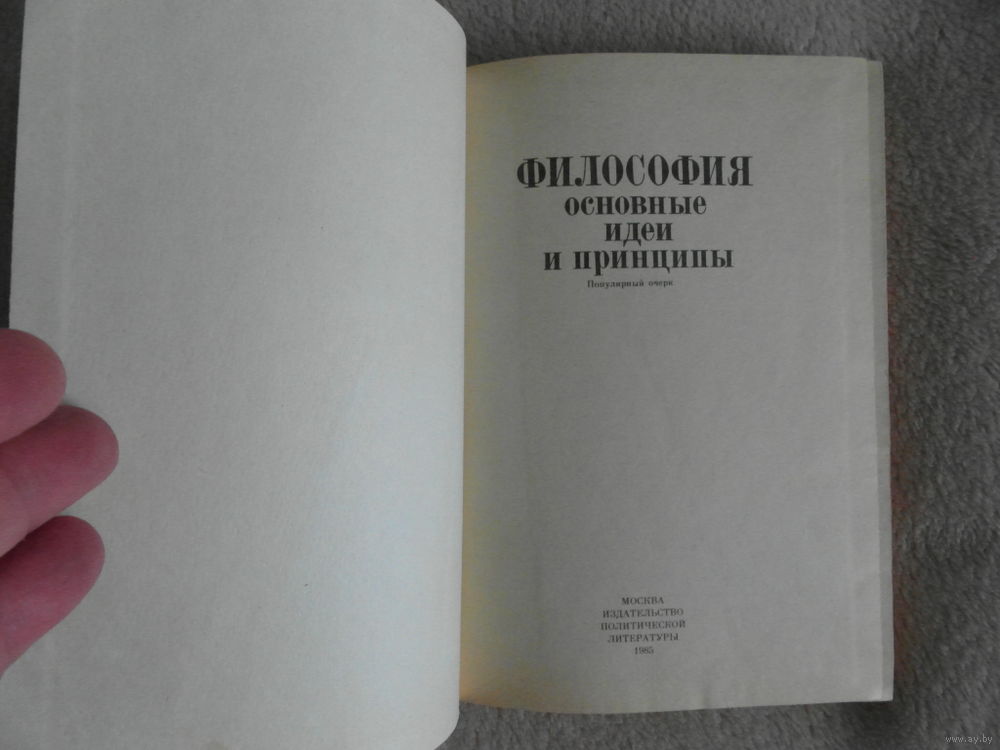 ФИЛОСОФИЯ
основные
идеи
и принципы
Популярный очерк
МОСКВА
ИЗДАТЕЛЬСТВО
ПОЛИТИЧЕСКОЙ
ЛИТЕРАТУРЫ
1985
www.ay.by